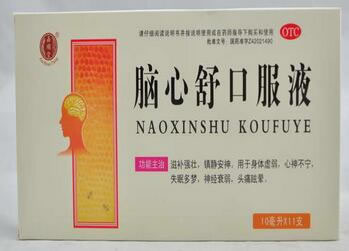 请仔细阅读说明书并按说明使用或在药师指导下购买和使用
批准文号：国药准字Z42021490
OTC
脑心舒口服液
NAOXINSHU KOUFUYE
功能主治
滋补强壮，镇静安神。用于身体虚弱，心神不宁，
失眠多梦，神经衰弱，头痛眩晕。
10毫升X11支